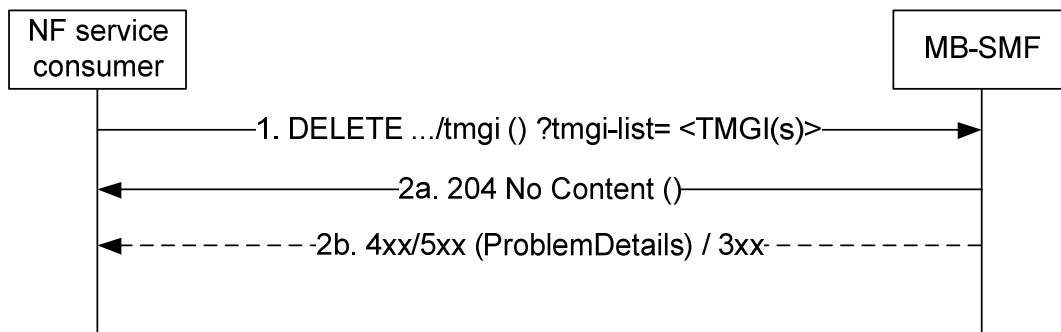 NF service
consumer
MB-SMF
1. DELETE .../tmgi () ?tmgi-list= <TMGI(s)>
2a. 204 No Content ()
2b. 4xx/5xx (ProblemDetails) / 3xx